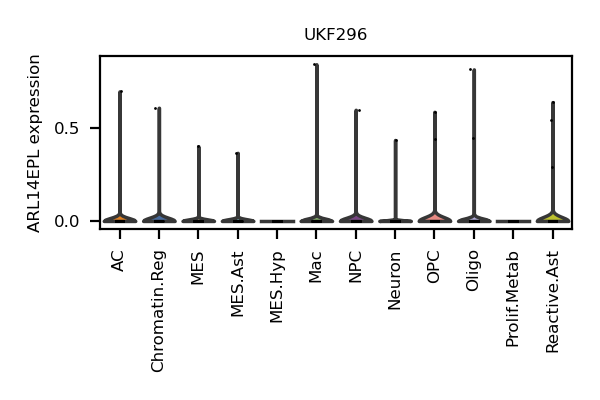 UKF296
ARL14EPL expression
0.5
0.0
AC
Chromatin.Reg
MES
MES.Ast
MES.Hyp
Mac
NPC
Neuron
OPC
Oligo
Prolif.Metab
Reactive.Ast